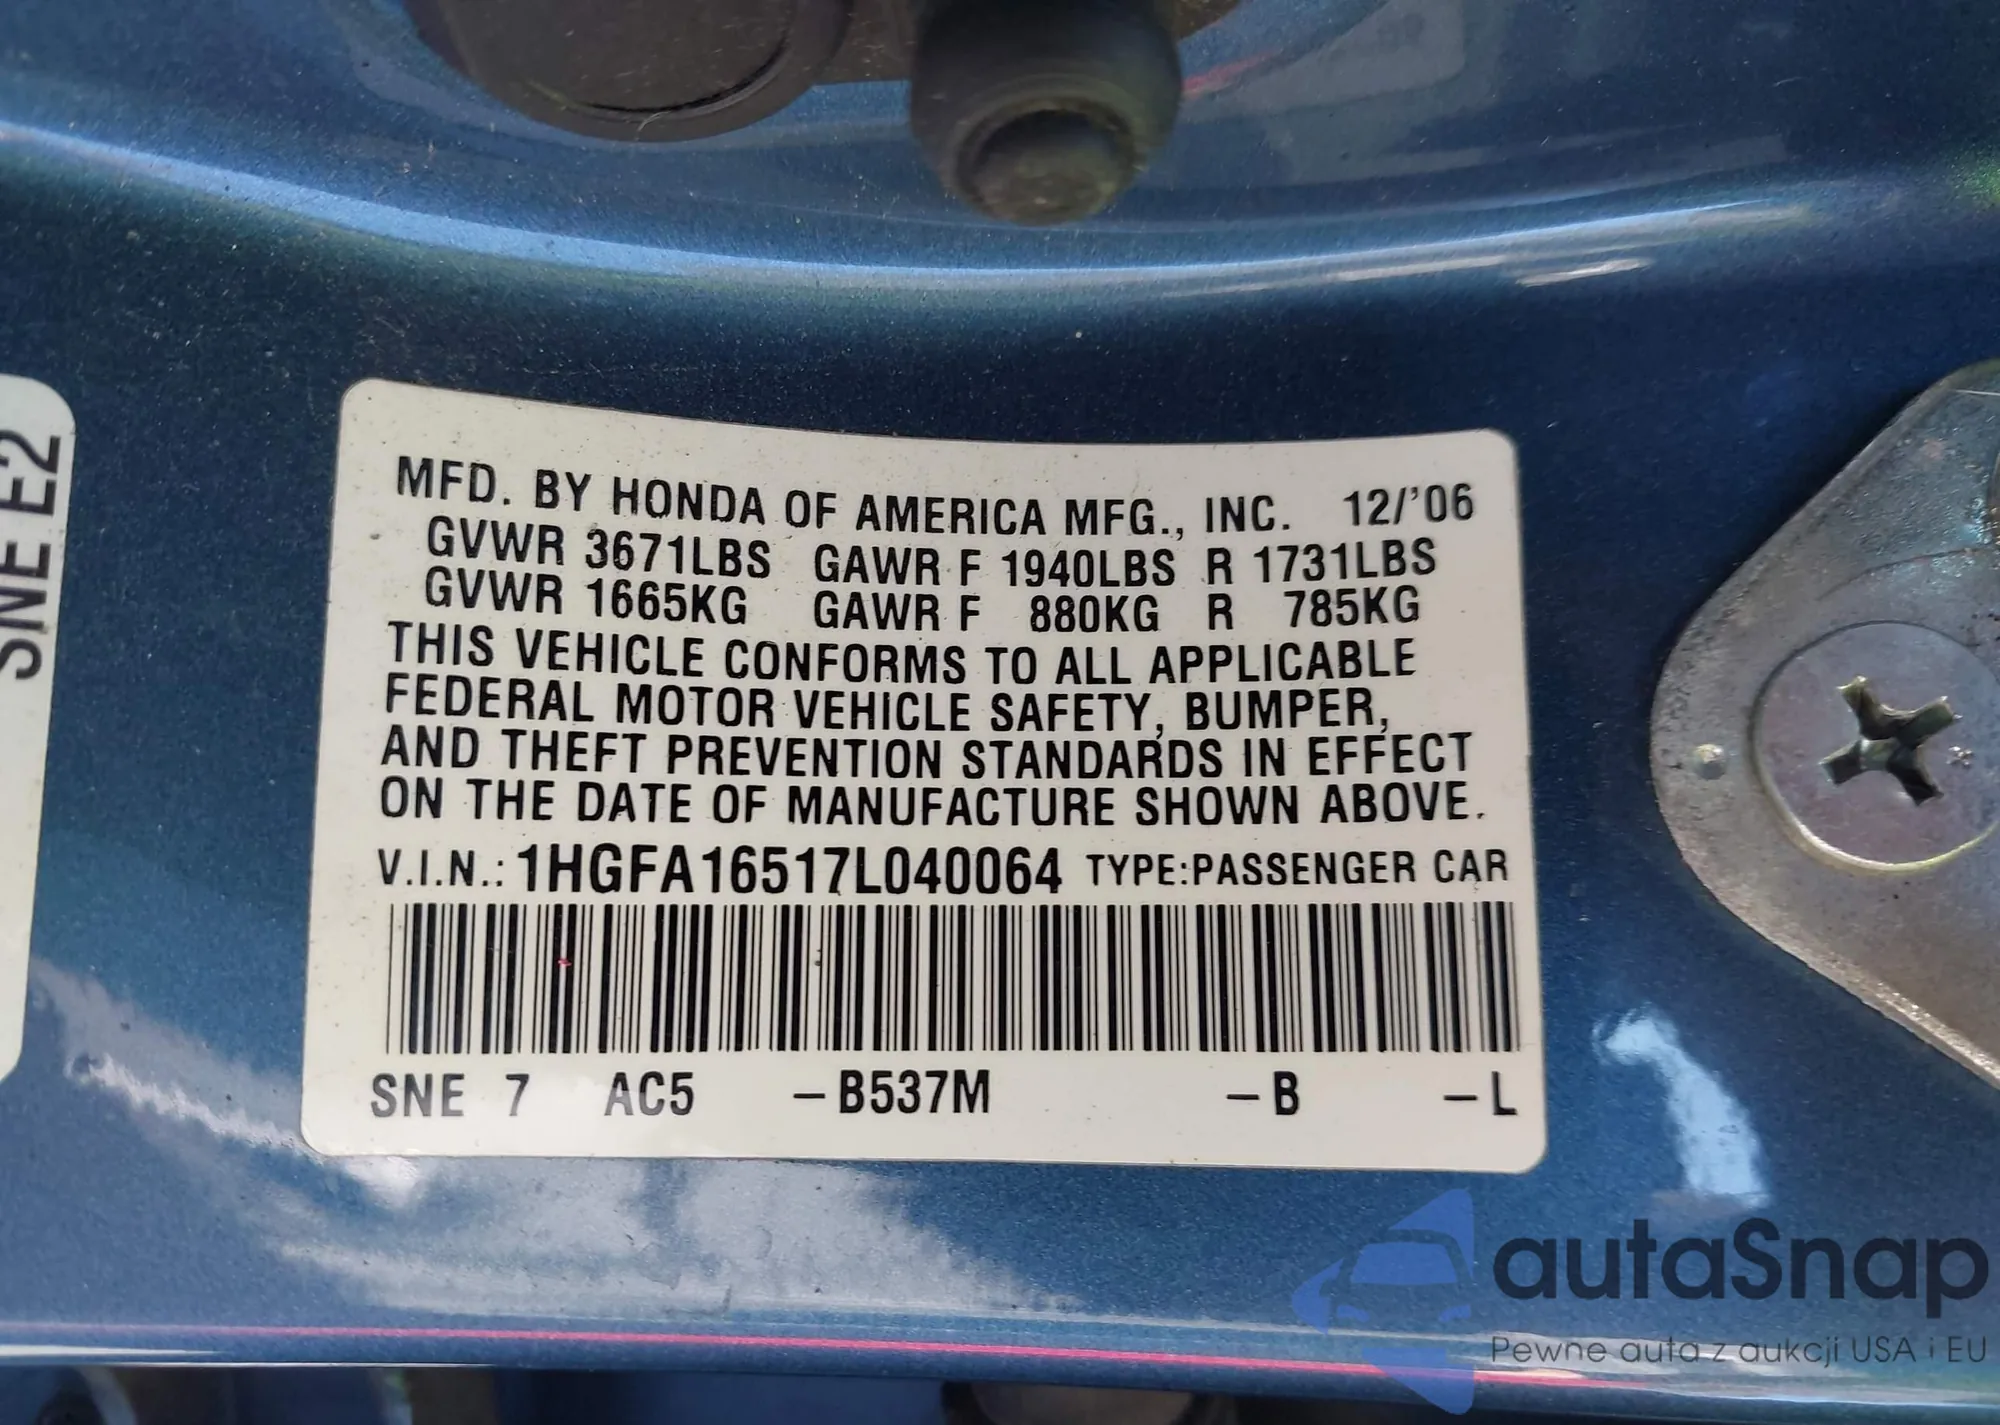 SNE E2
MFD. BY HONDA OF AMERICA MFG., INC. 12/'06
GVWR 3671LBS GAWR F 1940LBS R 1731LBS
GVWR 1665KG GAWR F 880KG R 785KG
THIS VEHICLE CONFORMS TO ALL APPLICABLE
FEDERAL MOTOR VEHICLE SAFETY, BUMPER,
AND THEFT PREVENTION STANDARDS IN EFFECT
ON THE DATE OF MANUFACTURE SHOWN ABOVE.
V.I.N.: 1HGFA16517L040064 TYPE:PASSENGER CAR
SNE 7 AC5 –B537M –B –L
autaSnap
Pewne auta z aukcji USA i EU